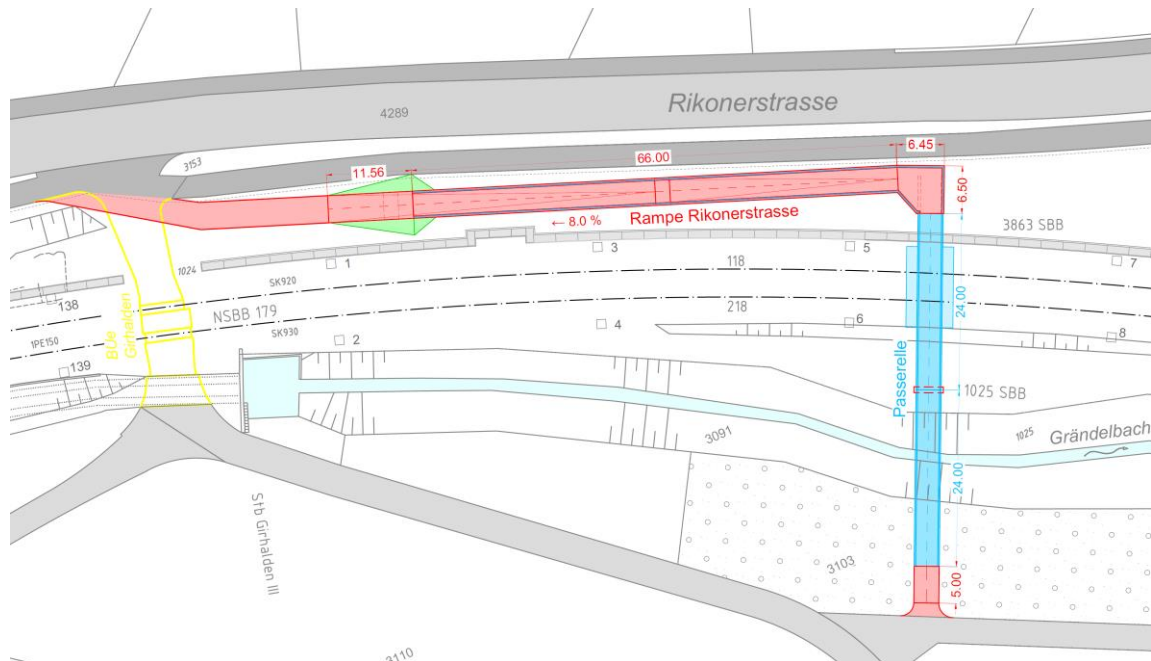 Rikonerstrasse
4289
3153
66.00
6.45
11.56
6.50
← 8.0 %
Rampe Rikonerstrasse
3863 SBB
1024
1
3
5
7
SK920
118
138
NSBB 179
218
24.00
BUe
Girhalden
1PE150
SK930
2
4
6
8
139
Passerelle
1025 SBB
3091
1025
Grändelbach
24.00
Stb Girhalden III
3103
5.00
3110